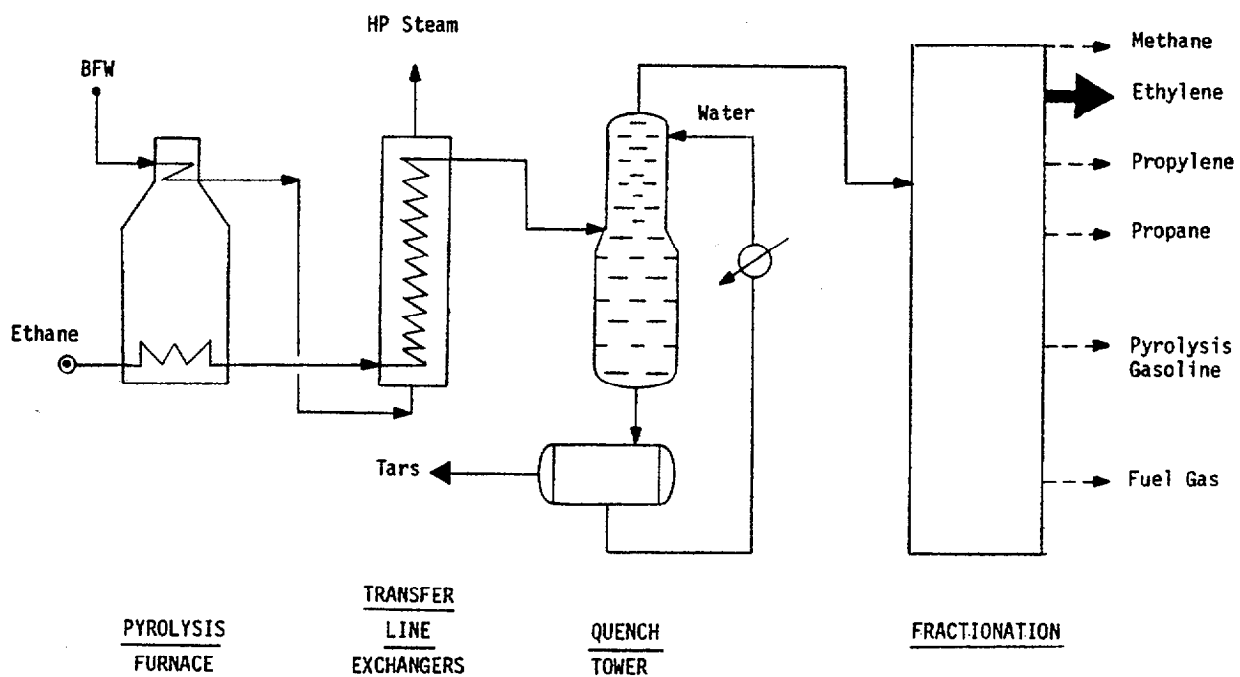 HP Steam
BFW
Water
Methane
Ethylene
Propylene
Propane
Ethane
Pyrolysis
Gasoline
Tars
Fuel Gas
PYROLYSIS
FURNACE
TRANSFER
LINE
EXCHANGERS
QUENCH
TOWER
FRACTIONATION